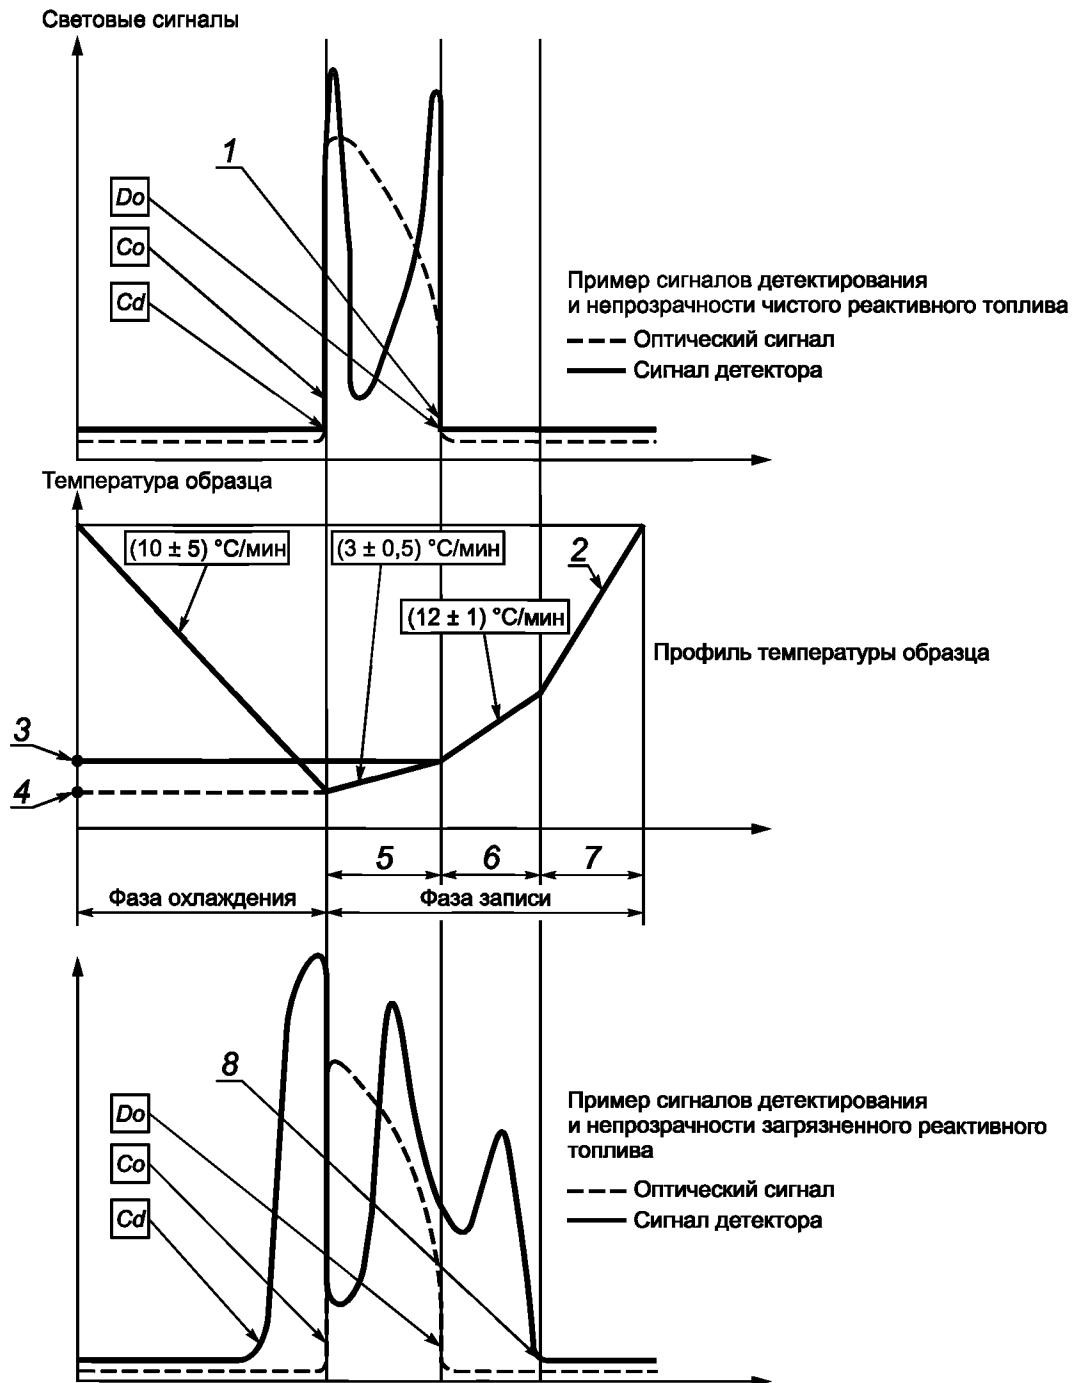 Световые сигналы
1
Do
Co
Cd
Пример сигналов детектирования
и непрозрачности чистого реактивного топлива
Оптический сигнал
Сигнал детектора
Температура образца
(10 ± 5) °С/мин
(3 ± 0,5) °С/мин
2
(12 ± 1) °С/мин
Профиль температуры образца
3
4
5
6
7
Фаза охлаждения
Фаза записи
8
Do
Co
Cd
Пример сигналов детектирования
и непрозрачности загрязненного реактивного
топлива
Оптический сигнал
Сигнал детектора